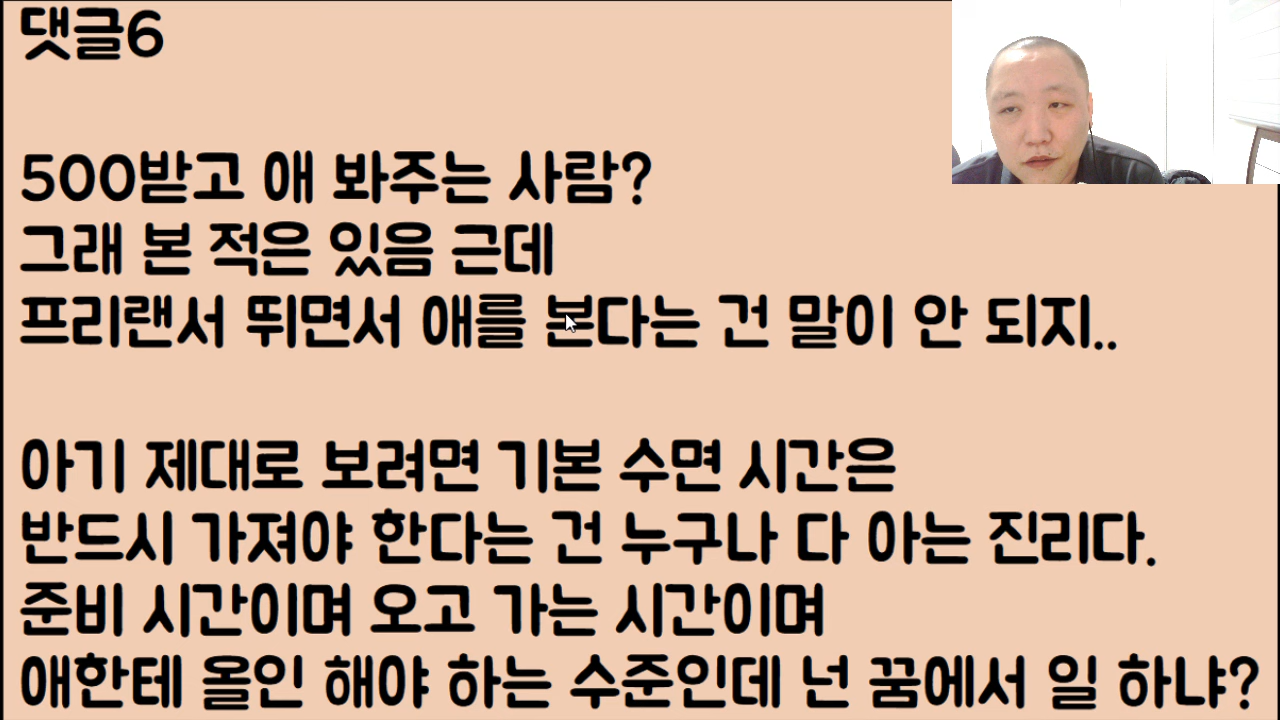 댓글6
500받고 애 봐주는 사람?
그래 본 적은 있음 근데
프리랜서 뛰면서 애를 본다는 건 말이 안 되지..
아기 제대로 보려면 기본 수면 시간은
반드시 가져야 한다는 건 누구나 다 아는 진리다.
준비 시간이며 오고 가는 시간이며
애한테 올인 해야 하는 수준인데 넌 꿈에서 일 하냐?